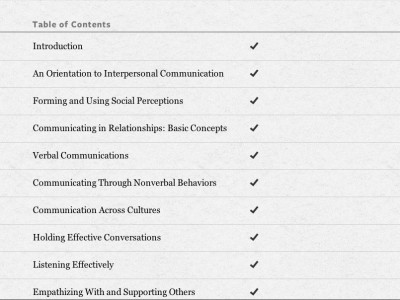 Table of Contents
Introduction ✔
An Orientation to Interpersonal Communication ✔
Forming and Using Social Perceptions ✔
Communicating in Relationships: Basic Concepts ✔
Verbal Communications ✔
Communicating Through Nonverbal Behaviors ✔
Communication Across Cultures ✔
Holding Effective Conversations ✔
Listening Effectively ✔
Empathizing With and Supporting Others ✔